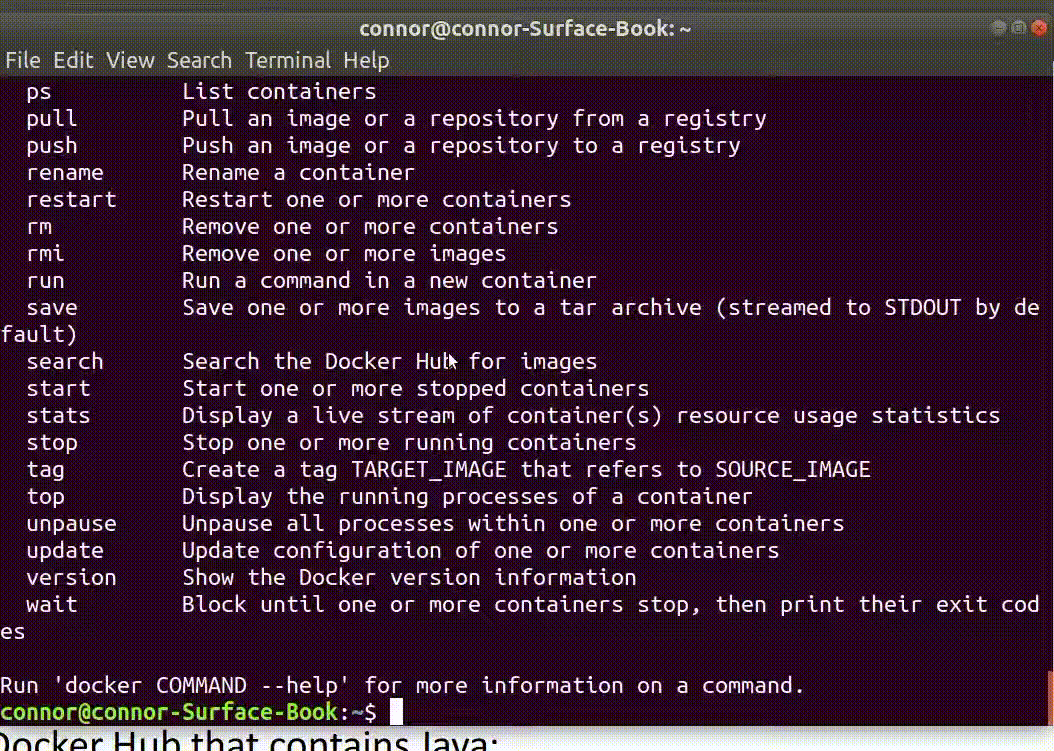 connor@connor-Surface-Book: ~
File Edit View Search Terminal Help
ps List containers
pull Pull an image or a repository from a registry
push Push an image or a repository to a registry
rename Rename a container
restart Restart one or more containers
rm Remove one or more containers
rmi Remove one or more images
run Run a command in a new container
save Save one or more images to a tar archive (streamed to STDOUT by de
fault)
search Search the Docker Hub for images
start Start one or more stopped containers
stats Display a live stream of container(s) resource usage statistics
stop Stop one or more running containers
tag Create a tag TARGET_IMAGE that refers to SOURCE_IMAGE
top Display the running processes of a container
unpause Unpause all processes within one or more containers
update Update configuration of one or more containers
version Show the Docker version information
wait Block until one or more containers stop, then print their exit cod
es
Run 'docker COMMAND --help' for more information on a command.
connor@connor-Surface-Book:~$
Docker Hub that contains Java: